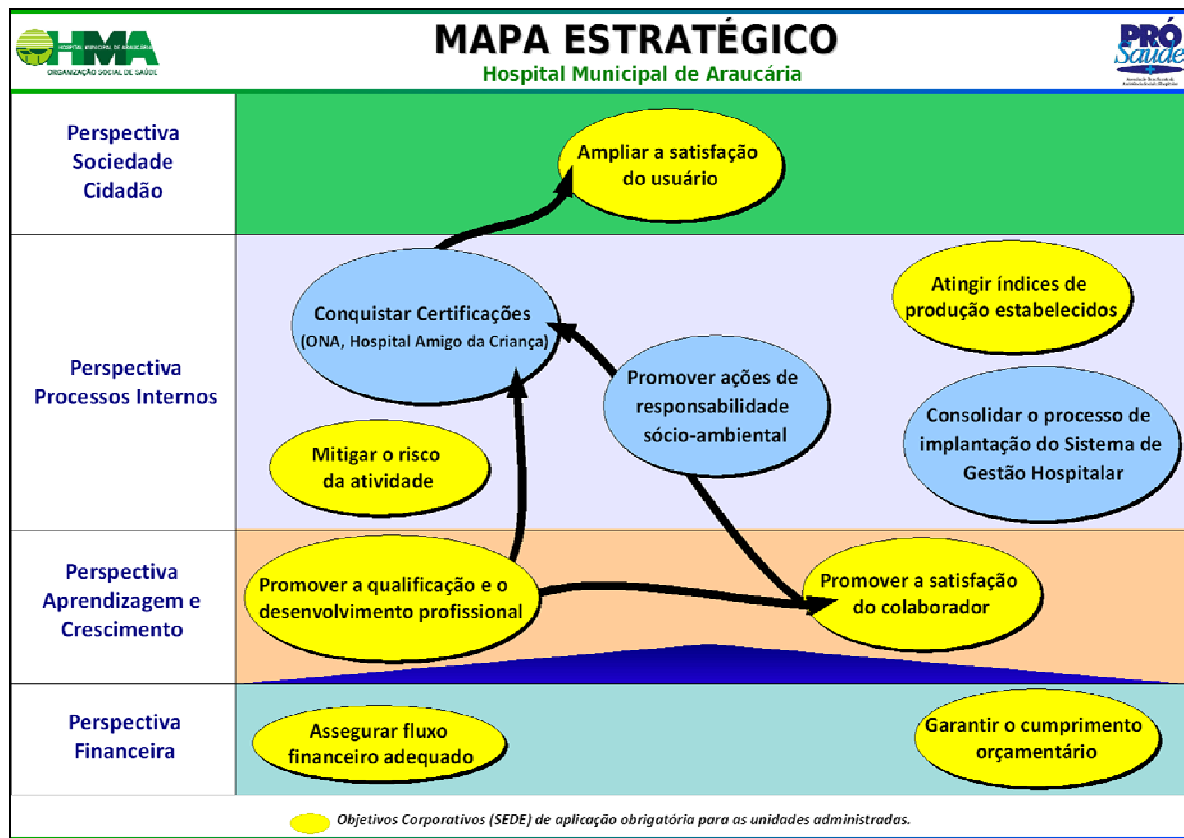 HMA
HOSPITAL MUNICIPAL DE ARAUCÁRIA
ORGANIZAÇÃO SOCIAL DE SAÚDE
MAPA ESTRATÉGICO
Hospital Municipal de Araucária
PRÓ
Saúde
Perspectiva
Sociedade
Cidadão
Ampliar a satisfação
do usuário
Perspectiva
Processos Internos
Conquistar Certificações
(ONA, Hospital Amigo da Criança)
Atingir índices de
produção estabelecidos
Promover ações de
responsabilidade
sócio-ambiental
Consolidar o processo de
implantação do Sistema de
Gestão Hospitalar
Mitigar o risco
da atividade
Perspectiva
Aprendizagem e
Crescimento
Promover a qualificação e o
desenvolvimento profissional
Promover a satisfação
do colaborador
Perspectiva
Financeira
Assegurar fluxo
financeiro adequado
Garantir o cumprimento
orçamentário
Objetivos Corporativos (SEDE) de aplicação obrigatória para as unidades administradas.